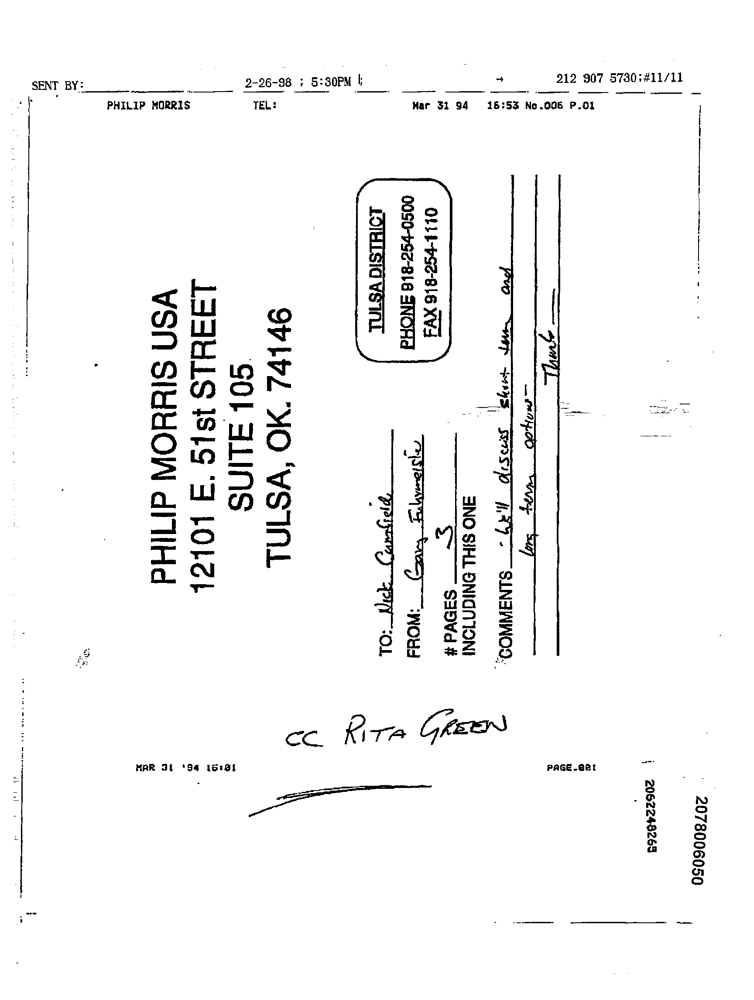 SENT BY: 2-26-98 ; 5:30PM ; → 212 907 5730;#11/11
PHILIP MORRIS TEL: Mar 31 94 16:53 No.006 P.01
PHILIP MORRIS USA
12101 E. 51st STREET
SUITE 105
TULSA, OK. 74146
TULSA DISTRICT
PHONE 918-254-0500
FAX 918-254-1110
TO: Nick
FROM: Gary
# PAGES 3
INCLUDING THIS ONE
COMMENTS - We'll discuss short term and
long term options-
Thanks -
CC RITA GREEN
MAR 31 '94 16:01 PAGE.001
2062248265
2078006050